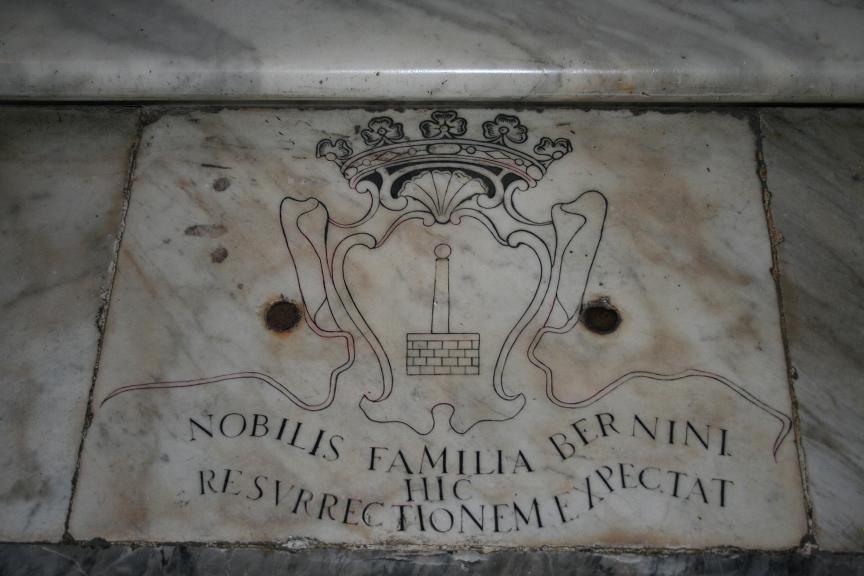 NOBILIS FAMILIA BERNINI
HIC
RESVRRECTIONEM EXPECTAT